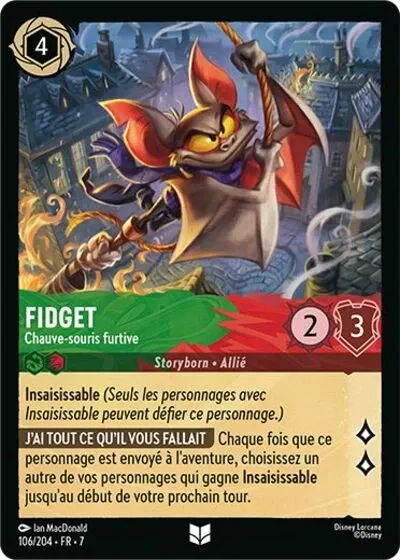 4
FIDGET
Chauve-souris furtive
2
3
Storyborn • Allié
Insaisissable (Seuls les personnages avec
Insaisissable peuvent défier ce personnage.)
J'AI TOUT CE QU'IL VOUS FALLAIT Chaque fois que ce
personnage est envoyé à l'aventure, choisissez un
autre de vos personnages qui gagne Insaisissable
jusqu'au début de votre prochain tour.
Ian MacDonald
106/204 • FR • 7
Disney Lorcana
©Disney